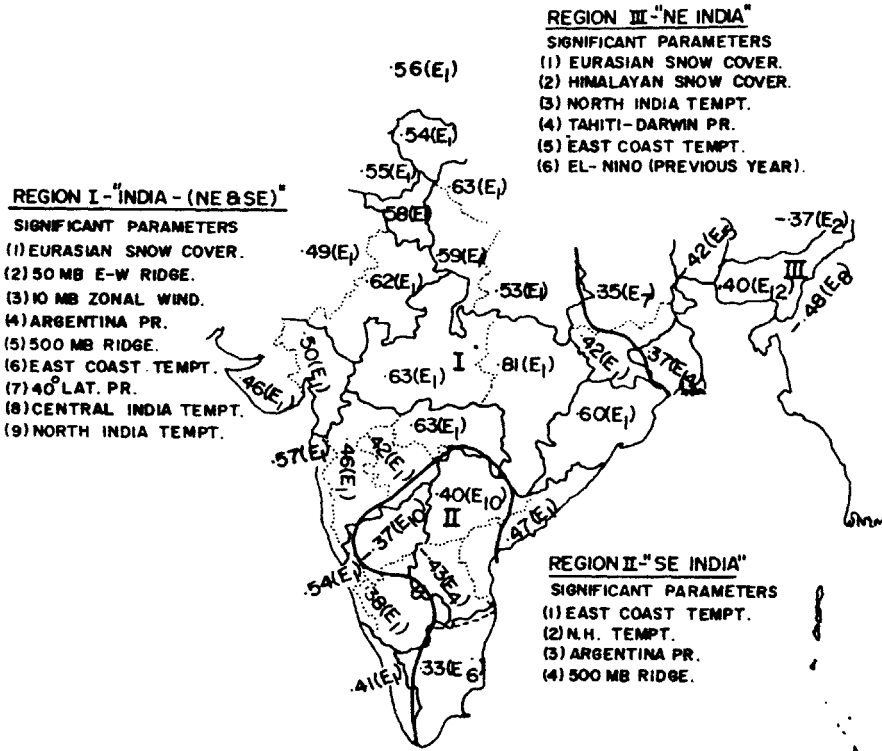 REGION III-"NE INDIA"
SIGNIFICANT PARAMETERS
(1) EURASIAN SNOW COVER.
(2) HIMALAYAN SNOW COVER.
(3) NORTH INDIA TEMPT.
(4) TAHITI-DARWIN PR.
(5) EAST COAST TEMPT.
(6) EL-NINO (PREVIOUS YEAR).
REGION I-"INDIA-(NE & SE)"
SIGNIFICANT PARAMETERS
(1) EURASIAN SNOW COVER.
(2) 50 MB E-W RIDGE.
(3) 10 MB ZONAL WIND.
(4) ARGENTINA PR.
(5) 500 MB RIDGE.
(6) EAST COAST TEMPT.
(7) 40° LAT. PR.
(8) CENTRAL INDIA TEMPT.
(9) NORTH INDIA TEMPT.
.56(E1)
.54(E1)
.55(E1)
.63(E1)
.58(E)
.49(E1)
.59(E1)
.62(E1)
.53(E1)
.35(E7)
.42(E5)
-.37(E2)
.40(E12)
III
-.48(E8)
.50(E1)
.46(E1)
I
.63(E1)
.81(E1)
.42(E1)
.60(E1)
.63(E1)
.57(E1)
.46(E1)
.42(E1)
.40(E10)
II
.37(E10)
.47(E1)
.54(E1)
.38(E1)
.43(E4)
.41(E1)
.33(E6
REGION II-"SE INDIA"
SIGNIFICANT PARAMETERS
(1) EAST COAST TEMPT.
(2) N.H. TEMPT.
(3) ARGENTINA PR.
(4) 500 MB RIDGE.